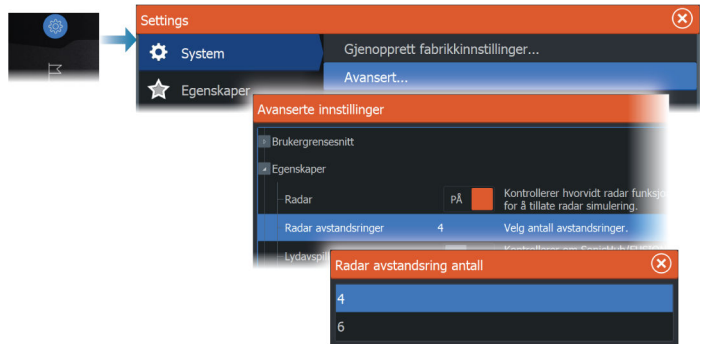 Settings
System
Gjenopprett fabrikkinnstillinger...
Egenskaper
Avansert...
Avanserte innstillinger
Brukergrensesnitt
Egenskaper
Radar
PÅ
Kontrollerer hvorvidt radar
for å tillate radar simulering.
Radar avstandsringer
4
Velg antall avstandsringer.
Radar avstandsring antall
4
6